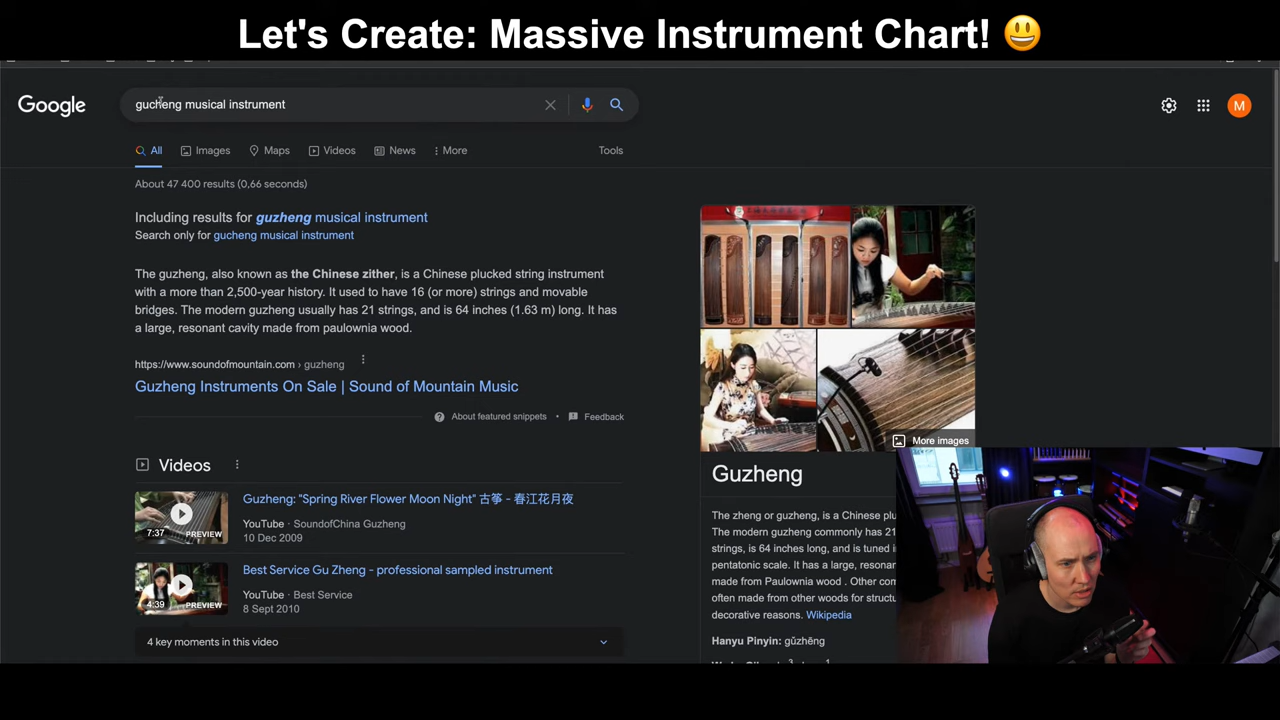 Let's Create: Massive Instrument Chart! 😃
Google
gucheng musical instrument
All
Images
Maps
Videos
News
More
Tools
M
About 47 400 results (0,66 seconds)
Including results for guzheng musical instrument
Search only for gucheng musical instrument
The guzheng, also known as the Chinese zither, is a Chinese plucked string instrument
with a more than 2,500-year history. It used to have 16 (or more) strings and movable
bridges. The modern guzheng usually has 21 strings, and is 64 inches (1.63 m) long. It has
a large, resonant cavity made from paulownia wood.
https://www.soundofmountain.com › guzheng
Guzheng Instruments On Sale | Sound of Mountain Music
About featured snippets • Feedback
Videos
7:37 PREVIEW
Guzheng: "Spring River Flower Moon Night" 古筝 - 春江花月夜
YouTube · SoundofChina Guzheng
10 Dec 2009
4:39 PREVIEW
Best Service Gu Zheng - professional sampled instrument
YouTube · Best Service
8 Sept 2010
4 key moments in this video
More images
Guzheng
The zheng or guzheng, is a Chinese
The modern guzheng commonly has 21
strings, is 64 inches long, and is tuned
pentatonic scale. It has a large,
made from Paulownia wood . Other
often made from other woods for
decorative reasons. Wikipedia
Hanyu Pinyin: gǔzhēng